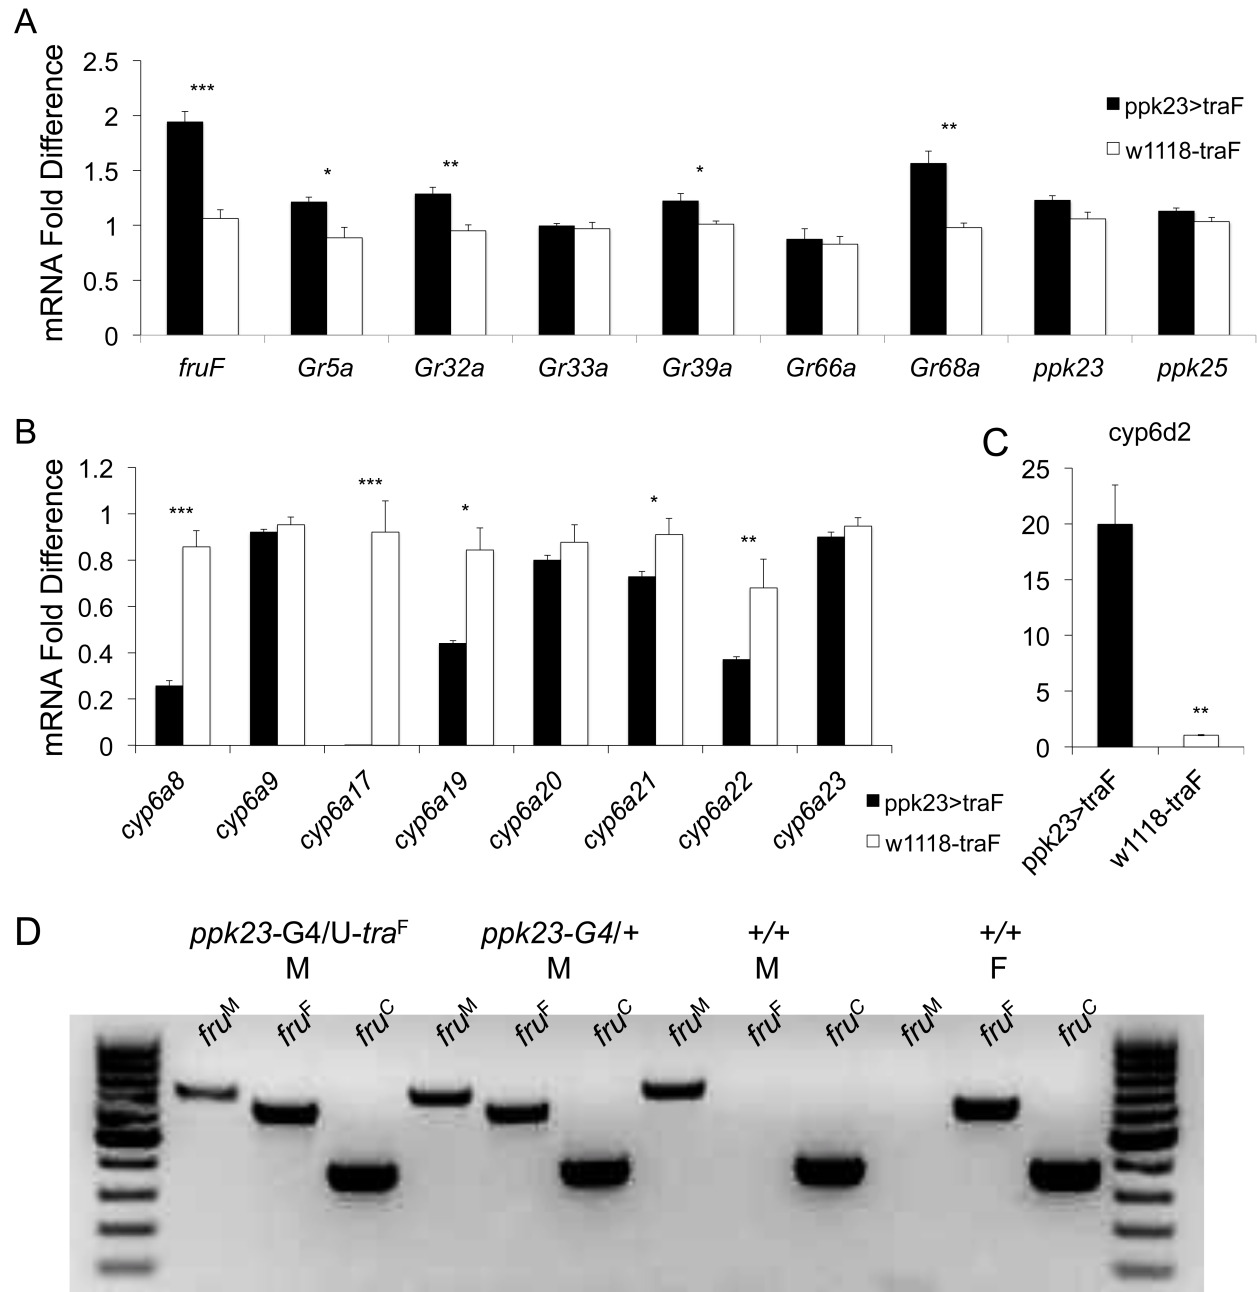 A
mRNA Fold Difference
2.5
2
1.5
1
0.5
0
***
*
**
*
**
ppk23>traF
w1118-traF
fruF Gr5a Gr32a Gr33a Gr39a Gr66a Gr68a ppk23 ppk25
B
mRNA Fold Difference
1.2
1
0.8
0.6
0.4
0.2
0
***
***
*
*
**
cyp6a8 cyp6a9 cyp6a17 cyp6a19 cyp6a20 cyp6a21 cyp6a22 cyp6a23
ppk23>traF
w1118-traF
C
cyp6d2
25
20
15
10
5
0
**
ppk23>traF w1118-traF
D
ppk23-G4/U-traF ppk23-G4/+ +/+ +/+
M M M F
fruM fruF fruC fruM fruF fruC fruM fruF fruC fruM fruF fruC